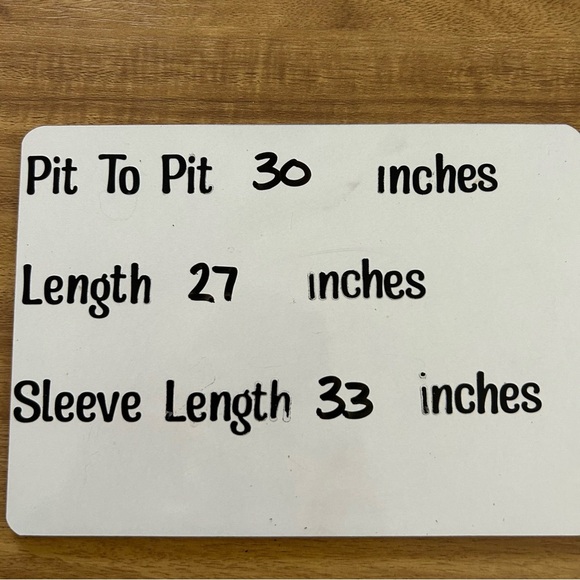 Pit To Pit 30 inches
Length 27 inches
Sleeve Length 33 inches